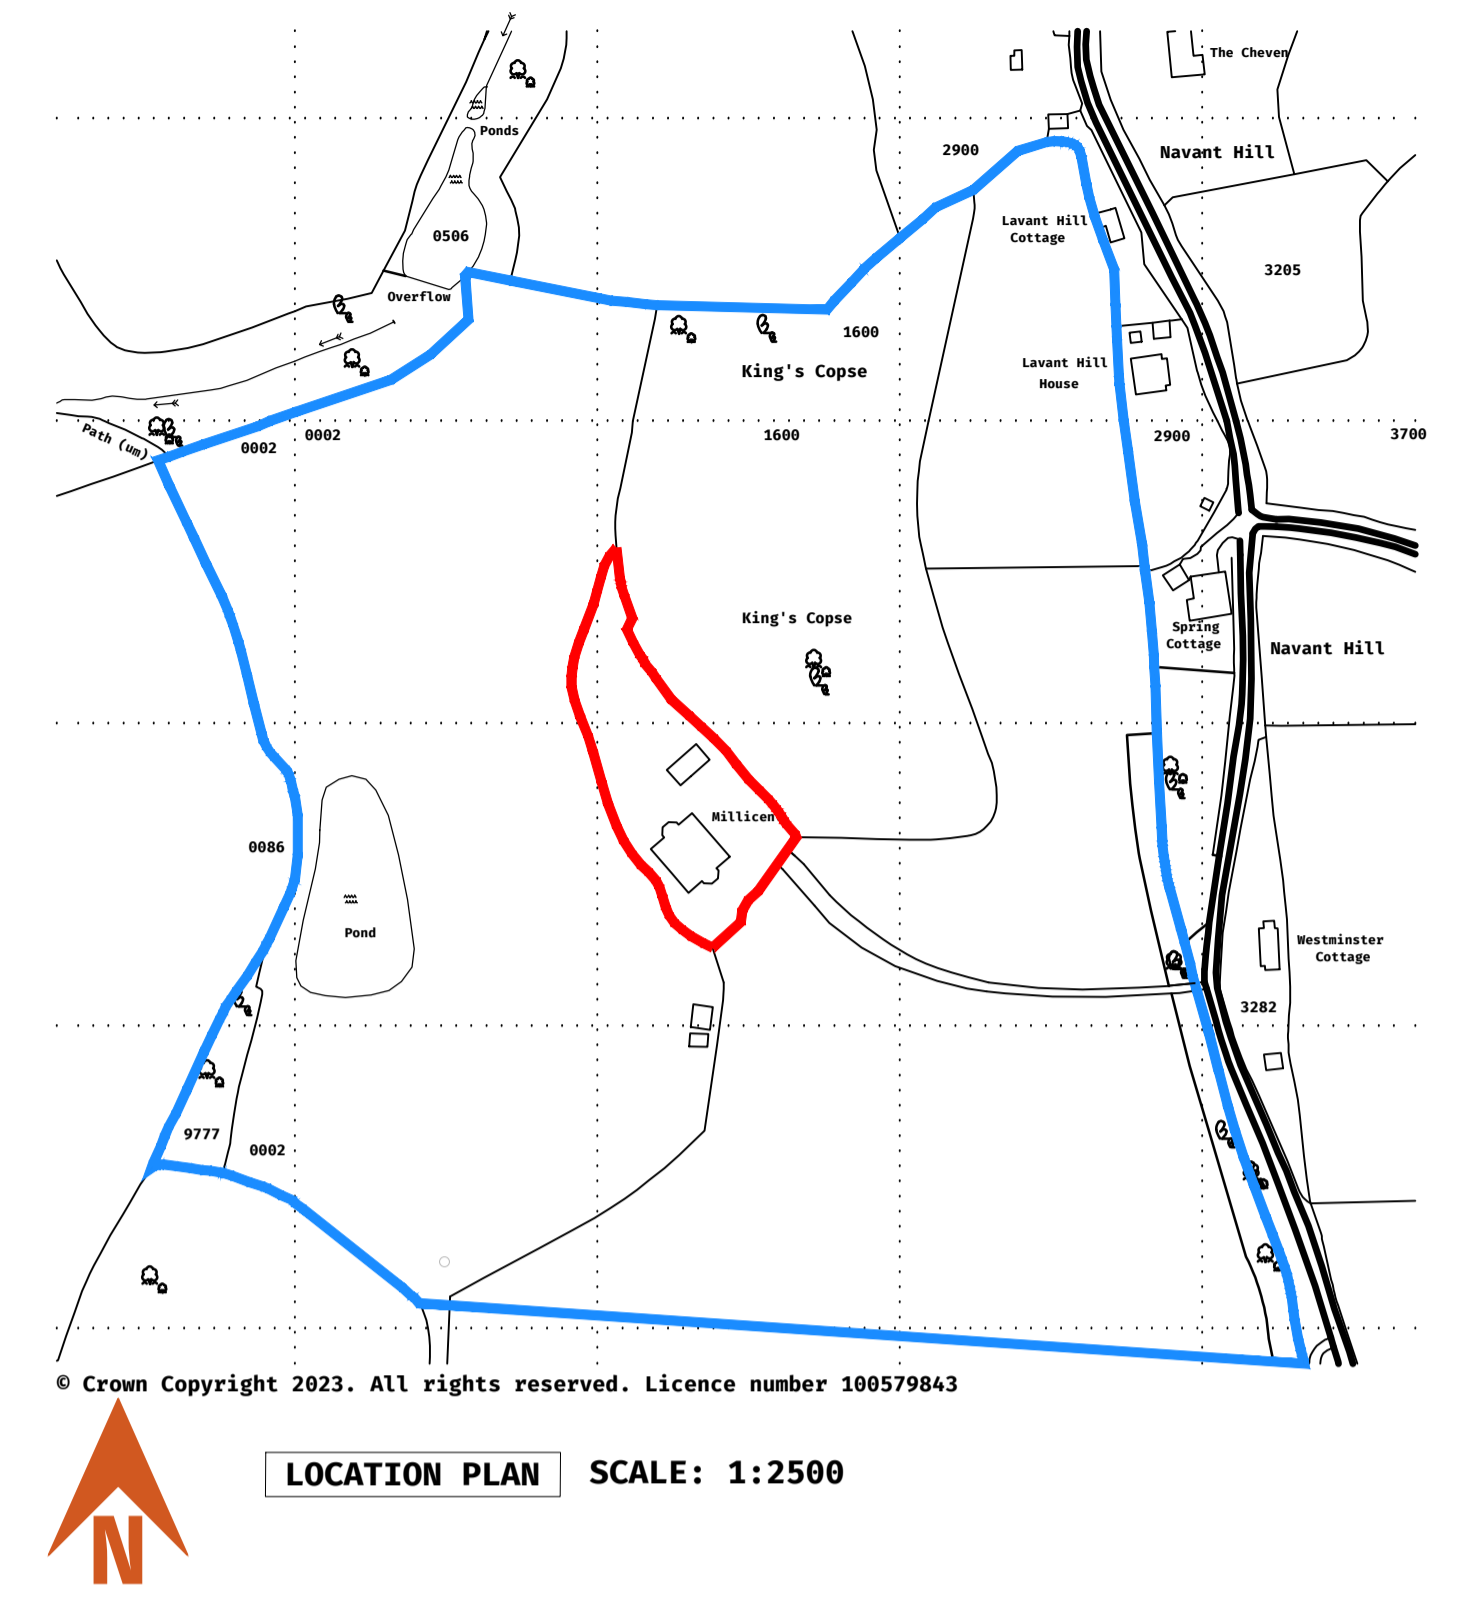 The Cheven
Ponds
2900
Navant Hill
Lavant Hill
Cottage
0506
3205
Overflow
1600
Lavant Hill
House
King's Copse
Path (um)
0002
0002
1600
2900
3700
King's Copse
Spring
Cottage
Navant Hill
Millicen
0086
Pond
Westminster
Cottage
3282
9777
0002
© Crown Copyright 2023. All rights reserved. Licence number 100579843
LOCATION PLAN
SCALE: 1:2500
N